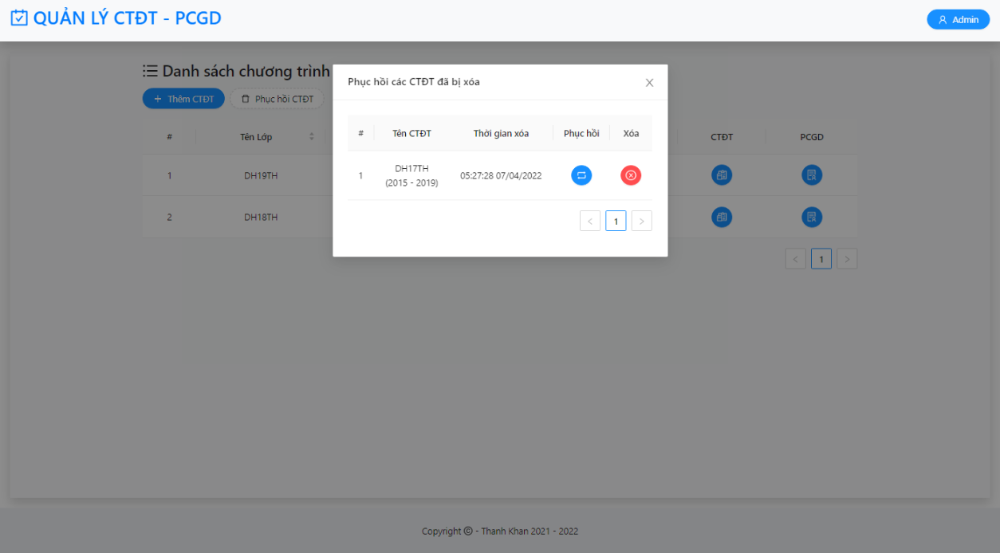 QUẢN LÝ CTĐT - PCGD
Admin
Danh sách chương trình
Thêm CTĐT
Phục hồi CTĐT
# Tên Lớp CTĐT PCGD
1 DH19TH
2 DH18TH
1
Phục hồi các CTĐT đã bị xóa
# Tên CTĐT Thời gian xóa Phục hồi Xóa
1 DH17TH 05:27:28 07/04/2022
(2015 - 2019)
1
Copyright © - Thanh Khan 2021 - 2022